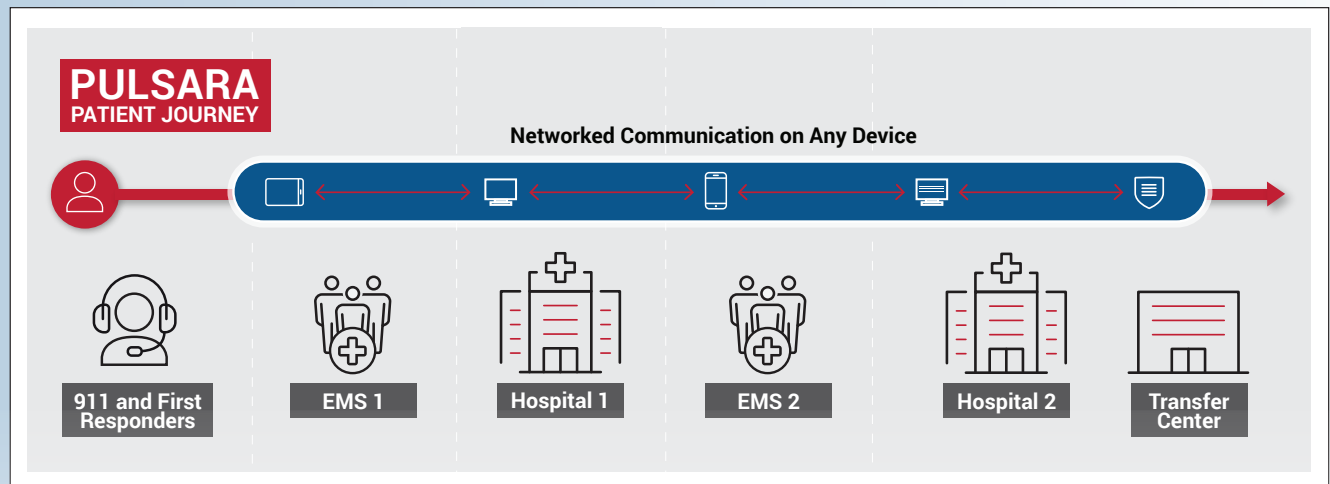 PULSARA
PATIENT JOURNEY
Networked Communication on Any Device
911 and First
Responders
EMS 1
Hospital 1
EMS 2
Hospital 2
Transfer
Center